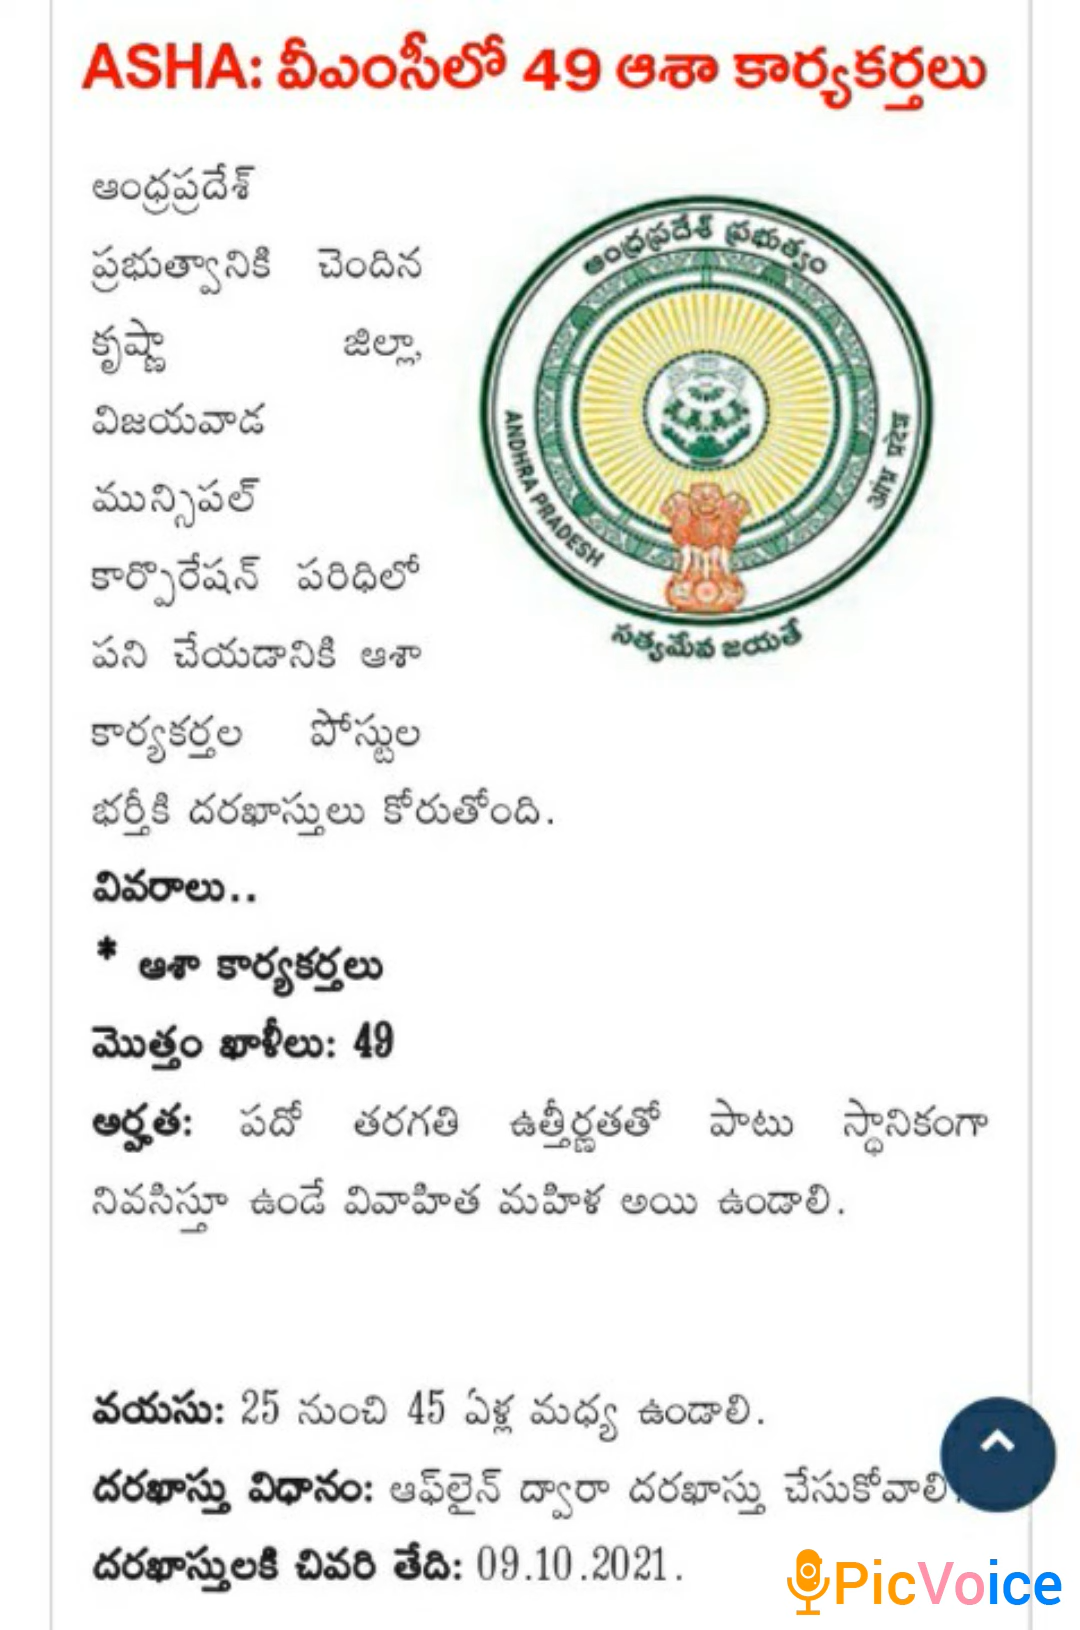 ASHA: వీఎంసీలో 49 ఆశా కార్యకర్తలు
ఆంధ్రప్రదేశ్
ప్రభుత్వానికి చెందిన
కృష్ణా జిల్లా,
విజయవాడ
మున్సిపల్
కార్పొరేషన్ పరిధిలో
పని చేయడానికి ఆశా
కార్యకర్తల పోస్టుల
భర్తీకి దరఖాస్తులు కోరుతోంది.
ఆంధ్రప్రదేశ్ ప్రభుత్వం
ANDHRA PRADESH
आंध्र प्रदेश
సత్యమేవ జయతే
వివరాలు..
* ఆశా కార్యకర్తలు
మొత్తం ఖాళీలు: 49
అర్హత: పదో తరగతి ఉత్తీర్ణతతో పాటు స్థానికంగా
నివసిస్తూ ఉండే వివాహిత మహిళ అయి ఉండాలి.
వయసు: 25 నుంచి 45 ఏళ్ల మధ్య ఉండాలి.
దరఖాస్తు విధానం: ఆఫ్‌లైన్ ద్వారా దరఖాస్తు చేసుకోవాలి.
దరఖాస్తులకి చివరి తేది: 09.10.2021.
PicVoice